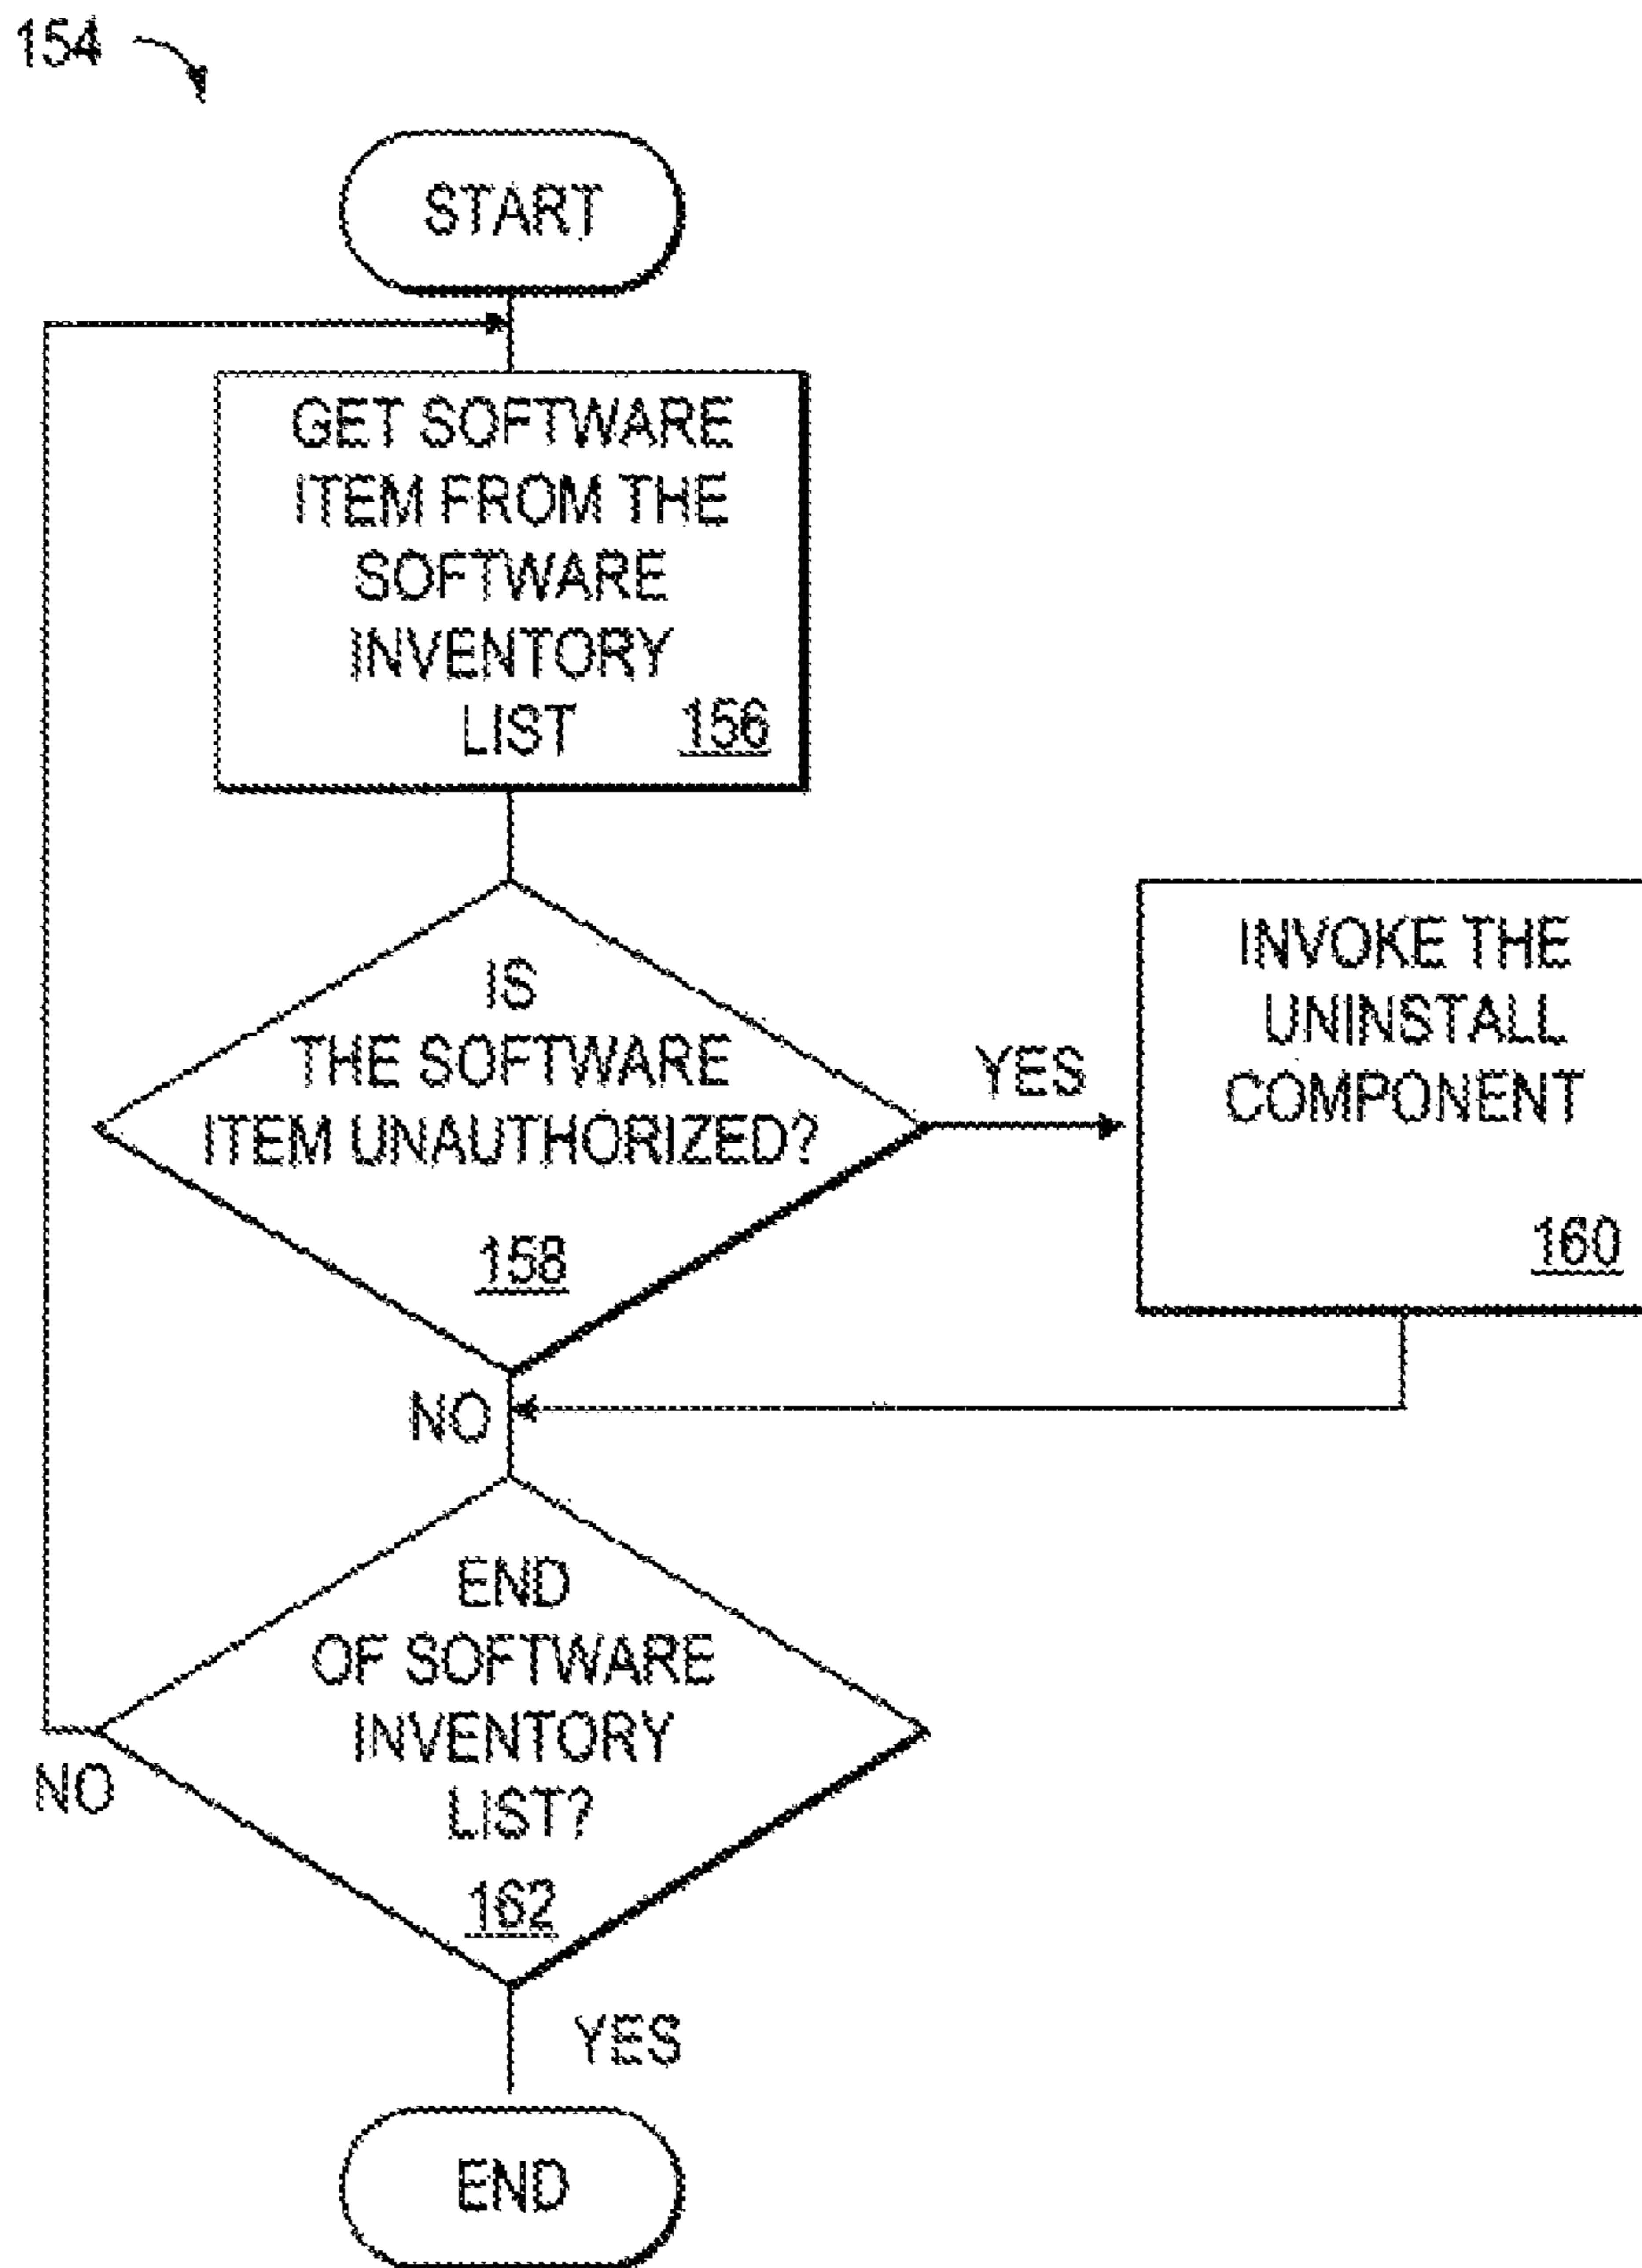 154
START
GET SOFTWARE
ITEM FROM THE
SOFTWARE
INVENTORY
LIST 156
IS
THE SOFTWARE
ITEM UNAUTHORIZED?
158
YES
INVOKE THE
UNINSTALL
COMPONENT
160
NO
END
OF SOFTWARE
INVENTORY
LIST?
162
NO
YES
END